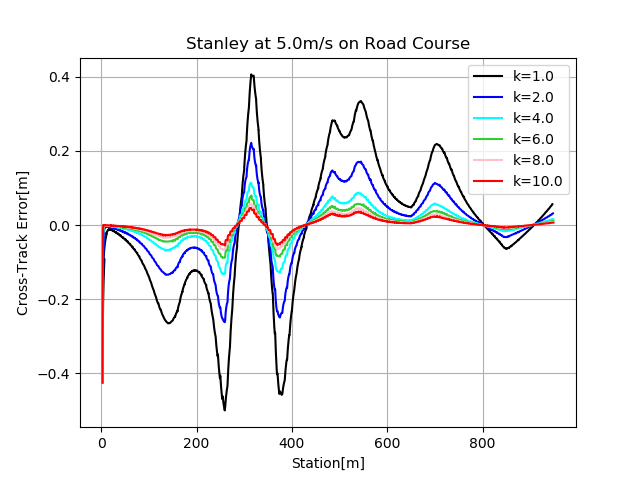 Stanley at 5.0m/s on Road Course
0.4
0.2
0.0
−0.2
−0.4
Cross-Track Error[m]
k=1.0
k=2.0
k=4.0
k=6.0
k=8.0
k=10.0
0 200 400 600 800
Station[m]